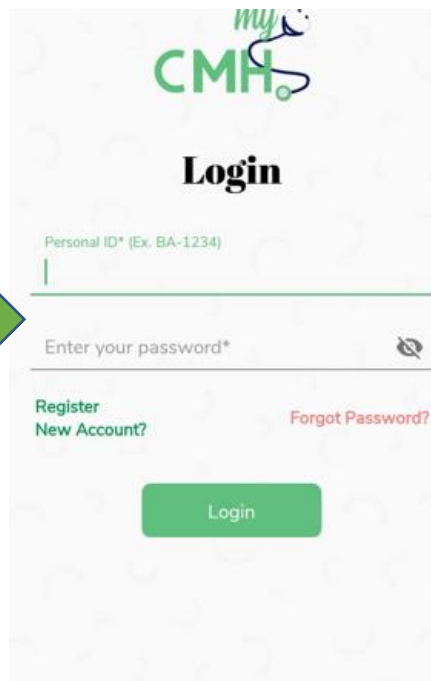 my
CMH
Login
Personal ID* (Ex. BA-1234)
Enter your password*
Register
New Account?
Forgot Password?
Login